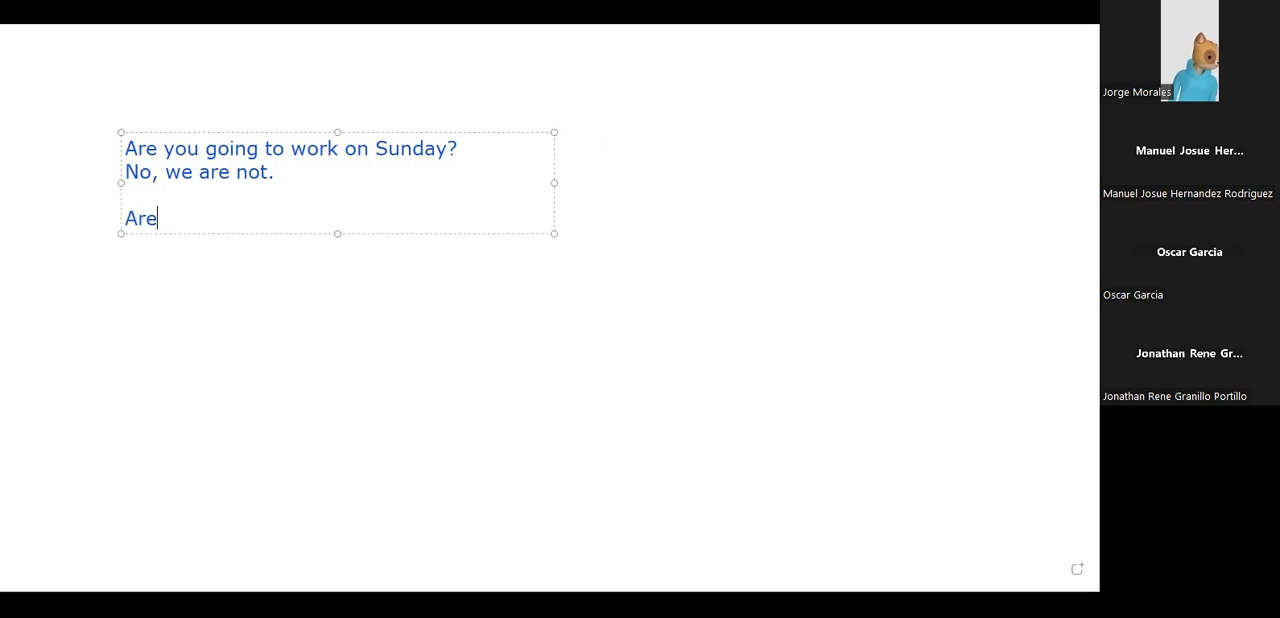 Are you going to work on Sunday?
No, we are not.
Are
Jorge Morales
Manuel Josue Her...
Manuel Josue Hernandez Rodriguez
Oscar Garcia
Oscar Garcia
Jonathan Rene Gr...
Jonathan Rene Granillo Portillo